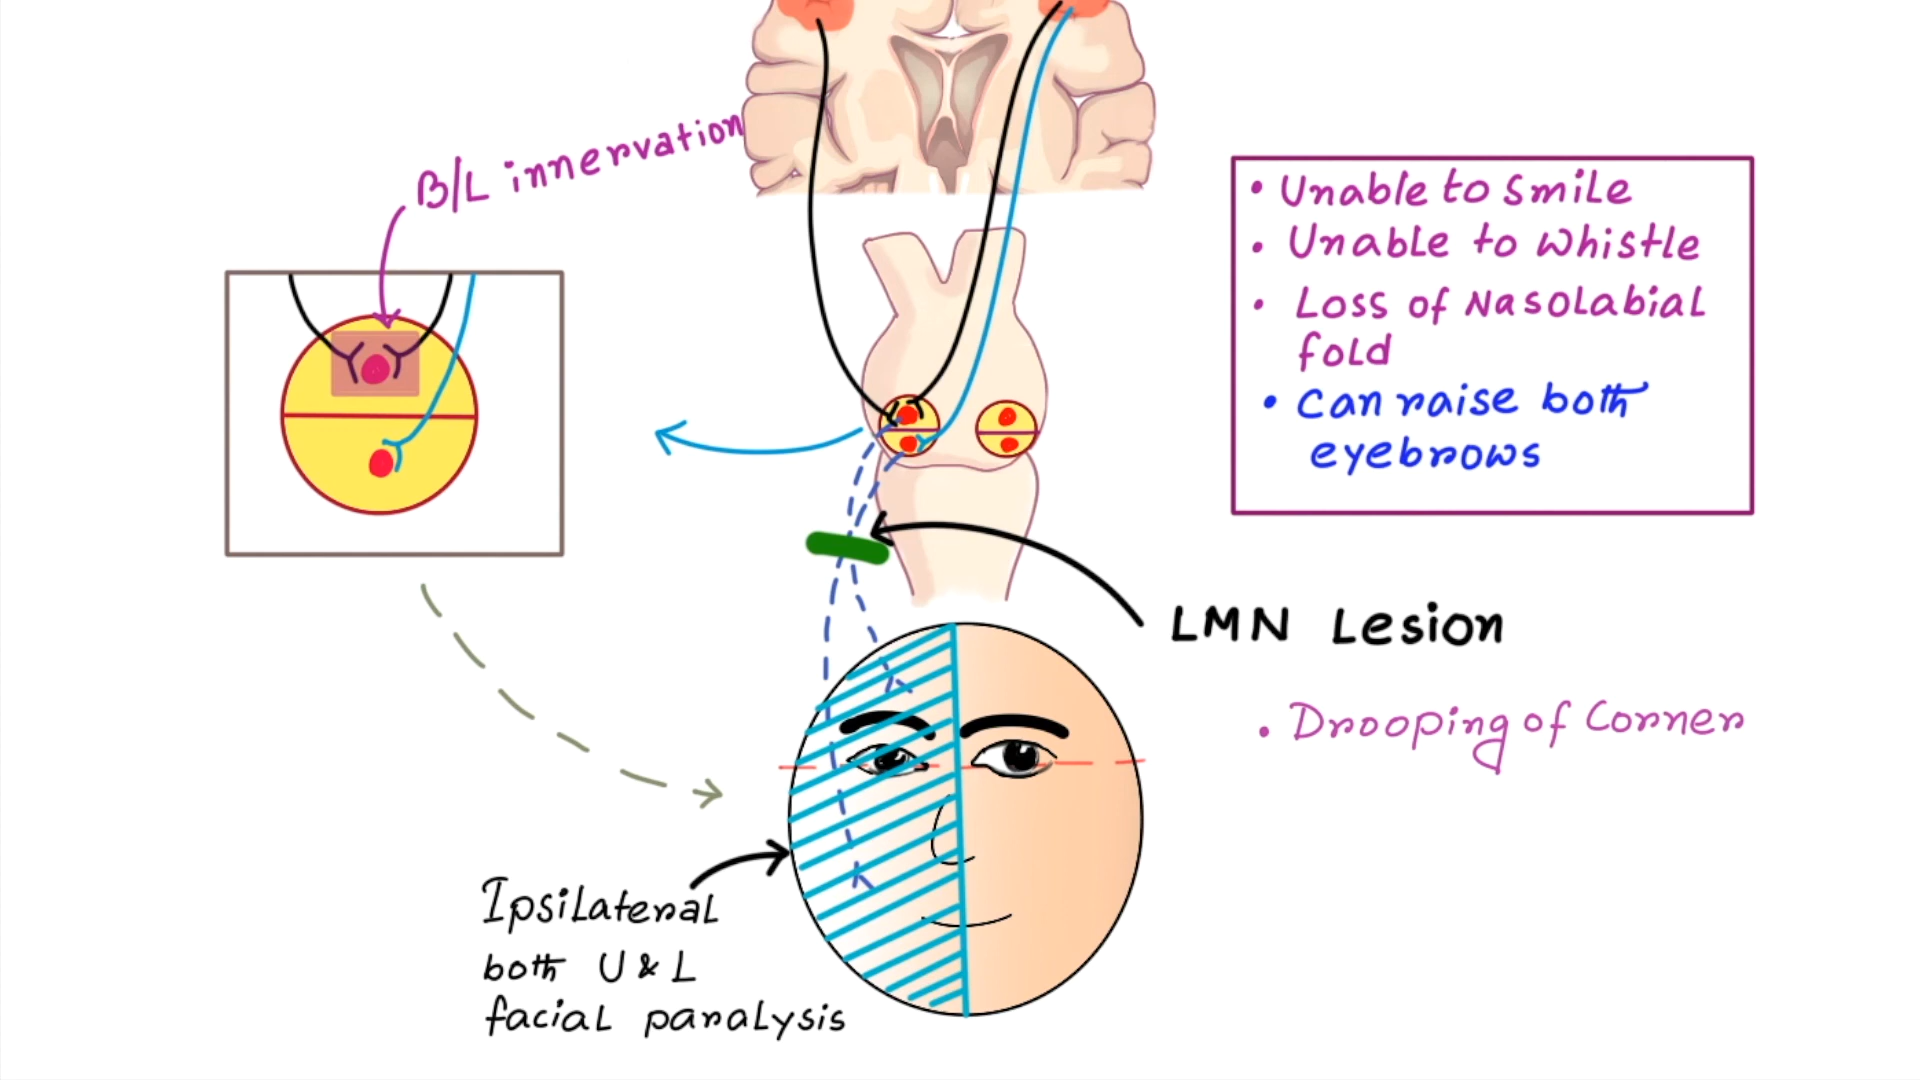 B/L innervation
• Unable to smile
• Unable to whistle
• Loss of Nasolabial
fold
• Can raise both
eyebrows
LMN Lesion
• Drooping of Corner
Ipsilateral
both U & L
facial paralysis